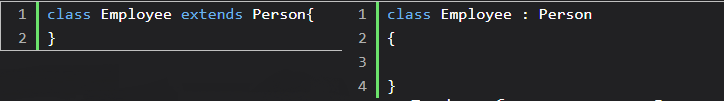 1 class Employee extends Person{
2 }
1 class Employee : Person
2 {
3
4 }